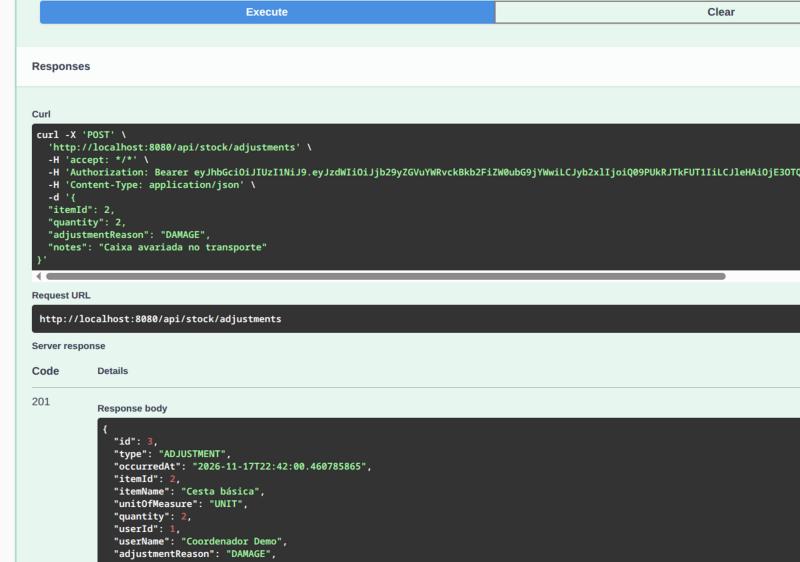 Execute
Clear
Responses
Curl
curl -X 'POST' \
'http://localhost:8080/api/stock/adjustments' \
-H 'accept: */*' \
-H 'Authorization: Bearer eyJhbGciOiJIUzI1NiJ9.eyJzdWIiOiJjb29yZGVuYWRvckBkb2FiZW0ubG9jYWwiLCJyb2xlIjoiQ09PUkRJTkFUT1IiLCJleHAiOjE3OTQ
-H 'Content-Type: application/json' \
-d '{
"itemId": 2,
"quantity": 2,
"adjustmentReason": "DAMAGE",
"notes": "Caixa avariada no transporte"
}'
Request URL
http://localhost:8080/api/stock/adjustments
Server response
Code Details
201
Response body
{
"id": 3,
"type": "ADJUSTMENT",
"occurredAt": "2026-11-17T22:42:00.460785865",
"itemId": 2,
"itemName": "Cesta básica",
"unitOfMeasure": "UNIT",
"quantity": 2,
"userId": 1,
"userName": "Coordenador Demo",
"adjustmentReason": "DAMAGE",